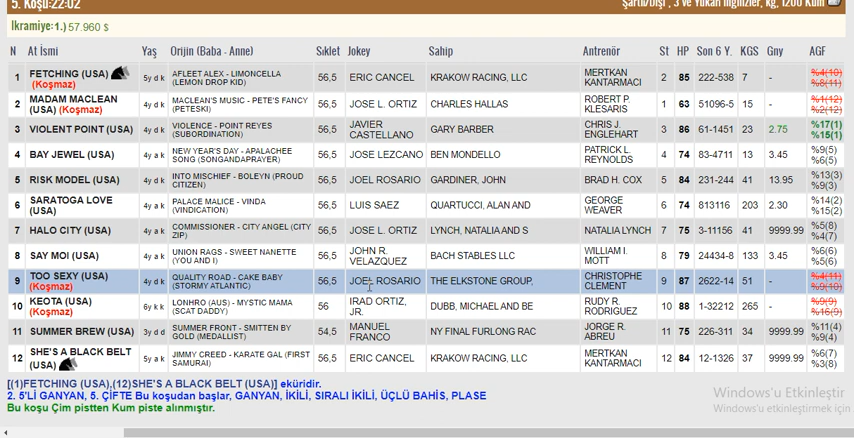 5. Koşu:22:02 Şartlı/Dişi , 3 ve Yukarı İngilizler, kg, 1200 Kum
İkramiye:1.) 57.960 $
N At İsmi Yaş Orijin (Baba - Anne) Sıklet Jokey Sahip Antrenör St HP Son 6 Y. KGS Gny AGF
1 FETCHING (USA) (Koşmaz) 5y d k AFLEET ALEX - LIMONCELLA (LEMON DROP KID) 56,5 ERIC CANCEL KRAKOW RACING, LLC MERTKAN KANTARMACI 2 85 222-538 7 - %4(10) %8(11)
2 MADAM MACLEAN (USA) (Koşmaz) 4y d k MACLEAN'S MUSIC - PETE'S FANCY (PETESKI) 56,5 JOSE L. ORTIZ CHARLES HALLAS ROBERT P. KLESARIS 1 63 51096-5 15 - %1(12) %2(12)
3 VIOLENT POINT (USA) 4y d k VIOLENCE - POINT REYES (SUBORDINATION) 56,5 JAVIER CASTELLANO GARY BARBER CHRIS J. ENGLEHART 3 86 61-1451 23 2.75 %17(1) %15(1)
4 BAY JEWEL (USA) 4y a k NEW YEAR'S DAY - APALACHEE SONG (SONGANDAPRAYER) 56,5 JOSE LEZCANO BEN MONDELLO PATRICK L. REYNOLDS 4 74 83-4711 13 3.45 %9(5) %6(5)
5 RISK MODEL (USA) 4y d k INTO MISCHIEF - BOLEYN (PROUD CITIZEN) 56,5 JOEL ROSARIO GARDINER, JOHN BRAD H. COX 5 84 231-244 41 13.95 %13(3) %9(3)
6 SARATOGA LOVE (USA) 4y a k PALACE MALICE - VINDA (VINDICATION) 56,5 LUIS SAEZ QUARTUCCI, ALAN AND GEORGE WEAVER 6 74 813116 203 2.30 %14(2) %15(2)
7 HALO CITY (USA) 4y a k COMMISSIONER - CITY ANGEL (CITY ZIP) 56,5 JOSE L. ORTIZ LYNCH, NATALIA AND S NATALIA LYNCH 7 75 3-11156 41 9999.99 %5(8) %4(7)
8 SAY MOI (USA) 4y a k UNION RAGS - SWEET NANETTE (YOU AND I) 56,5 JOHN R. VELAZQUEZ BACH STABLES LLC WILLIAM I. MOTT 8 79 24434-8 133 3.45 %6(6) %5(6)
9 TOO SEXY (USA) (Koşmaz) 4y d k QUALITY ROAD - CAKE BABY (STORMY ATLANTIC) 56,5 JOEL ROSARIO THE ELKSTONE GROUP, CHRISTOPHE CLEMENT 9 87 2622-14 51 - %4(11) %9(10)
10 KEOTA (USA) (Koşmaz) 6y k k LONHRO (AUS) - MYSTIC MAMA (SCAT DADDY) 56 IRAD ORTIZ, JR. DUBB, MICHAEL AND BE RUDY R. RODRIGUEZ 10 88 1-32212 265 - %9(9) %16(9)
11 SUMMER BREW (USA) 3y d d SUMMER FRONT - SMITTEN BY GOLD (MEDALLIST) 54,5 MANUEL FRANCO NY FINAL FURLONG RAC JORGE R. ABREU 11 75 226-311 34 9999.99 %11(4) %9(4)
12 SHE'S A BLACK BELT (USA) 5y a k JIMMY CREED - KARATE GAL (FIRST SAMURAI) 56,5 ERIC CANCEL KRAKOW RACING, LLC MERTKAN KANTARMACI 12 84 12-1326 37 9999.99 %6(7) %3(8)
[(1)FETCHING (USA),(12)SHE'S A BLACK BELT (USA)] eküridir.
2. 5'Lİ GANYAN, 5. ÇİFTE Bu koşudan başlar, GANYAN, İKİLİ, SIRALI İKİLİ, ÜÇLÜ BAHİS, PLASE
Bu koşu Çim pistten Kum piste alınmıştır.
Windows'u Etkinleştir
Windows'u etkinleştirmek için